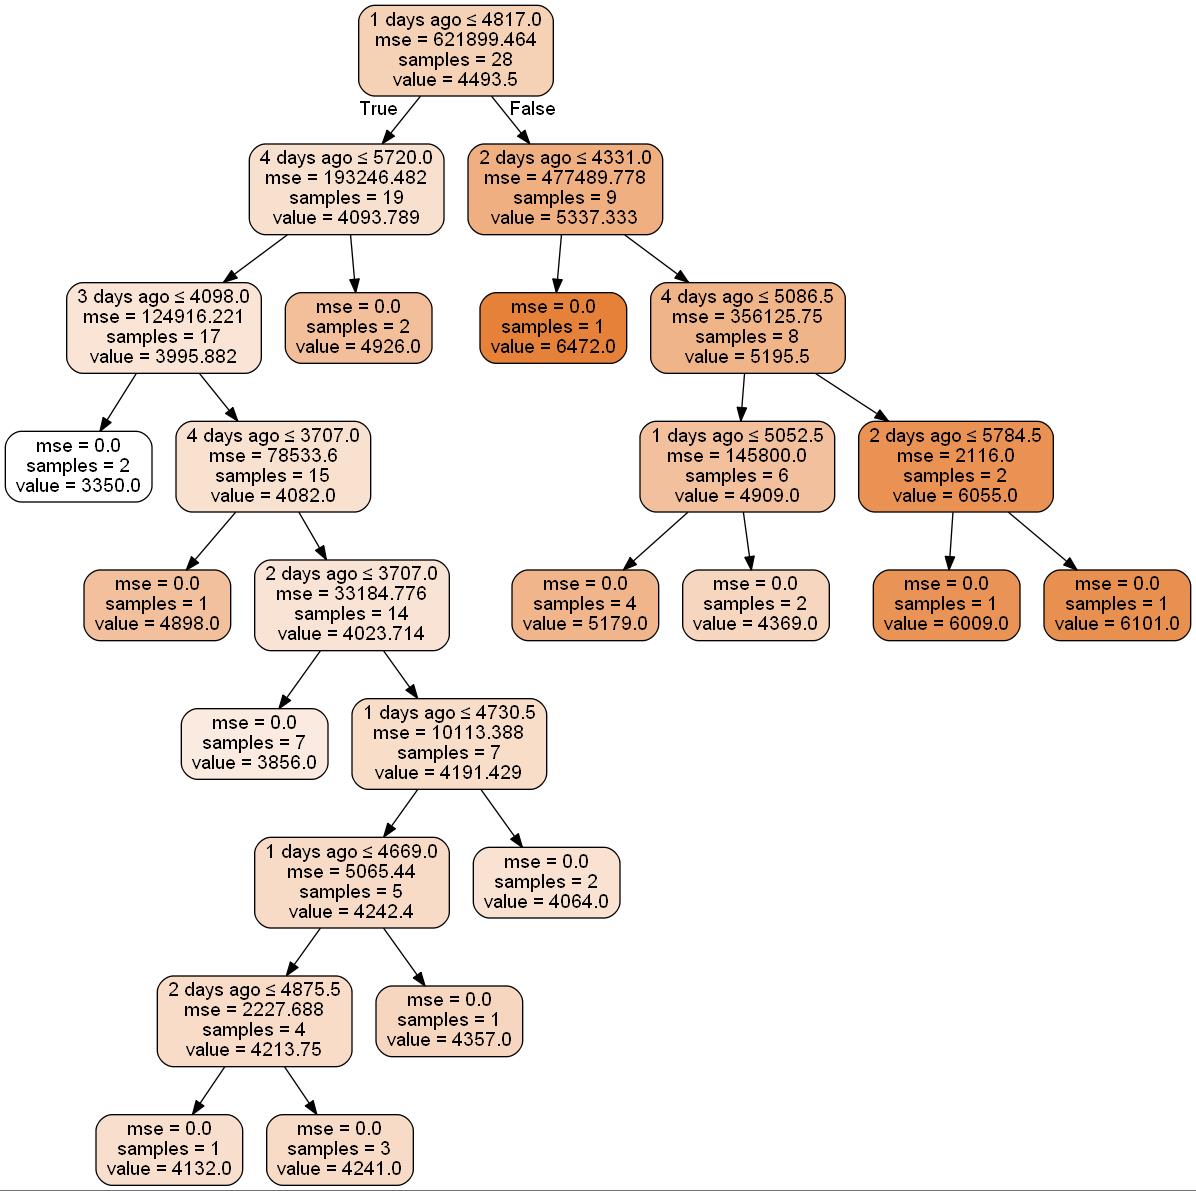 1 days ago ≤ 4817.0
mse = 621899.464
samples = 28
value = 4493.5
True
False
4 days ago ≤ 5720.0
mse = 193246.482
samples = 19
value = 4093.789
2 days ago ≤ 4331.0
mse = 477489.778
samples = 9
value = 5337.333
3 days ago ≤ 4098.0
mse = 124916.221
samples = 17
value = 3995.882
mse = 0.0
samples = 2
value = 4926.0
mse = 0.0
samples = 1
value = 6472.0
4 days ago ≤ 5086.5
mse = 356125.75
samples = 8
value = 5195.5
mse = 0.0
samples = 2
value = 3350.0
4 days ago ≤ 3707.0
mse = 78533.6
samples = 15
value = 4082.0
1 days ago ≤ 5052.5
mse = 145800.0
samples = 6
value = 4909.0
2 days ago ≤ 5784.5
mse = 2116.0
samples = 2
value = 6055.0
mse = 0.0
samples = 1
value = 4898.0
2 days ago ≤ 3707.0
mse = 33184.776
samples = 14
value = 4023.714
mse = 0.0
samples = 4
value = 5179.0
mse = 0.0
samples = 2
value = 4369.0
mse = 0.0
samples = 1
value = 6009.0
mse = 0.0
samples = 1
value = 6101.0
mse = 0.0
samples = 7
value = 3856.0
1 days ago ≤ 4730.5
mse = 10113.388
samples = 7
value = 4191.429
1 days ago ≤ 4669.0
mse = 5065.44
samples = 5
value = 4242.4
mse = 0.0
samples = 2
value = 4064.0
2 days ago ≤ 4875.5
mse = 2227.688
samples = 4
value = 4213.75
mse = 0.0
samples = 1
value = 4357.0
mse = 0.0
samples = 1
value = 4132.0
mse = 0.0
samples = 3
value = 4241.0